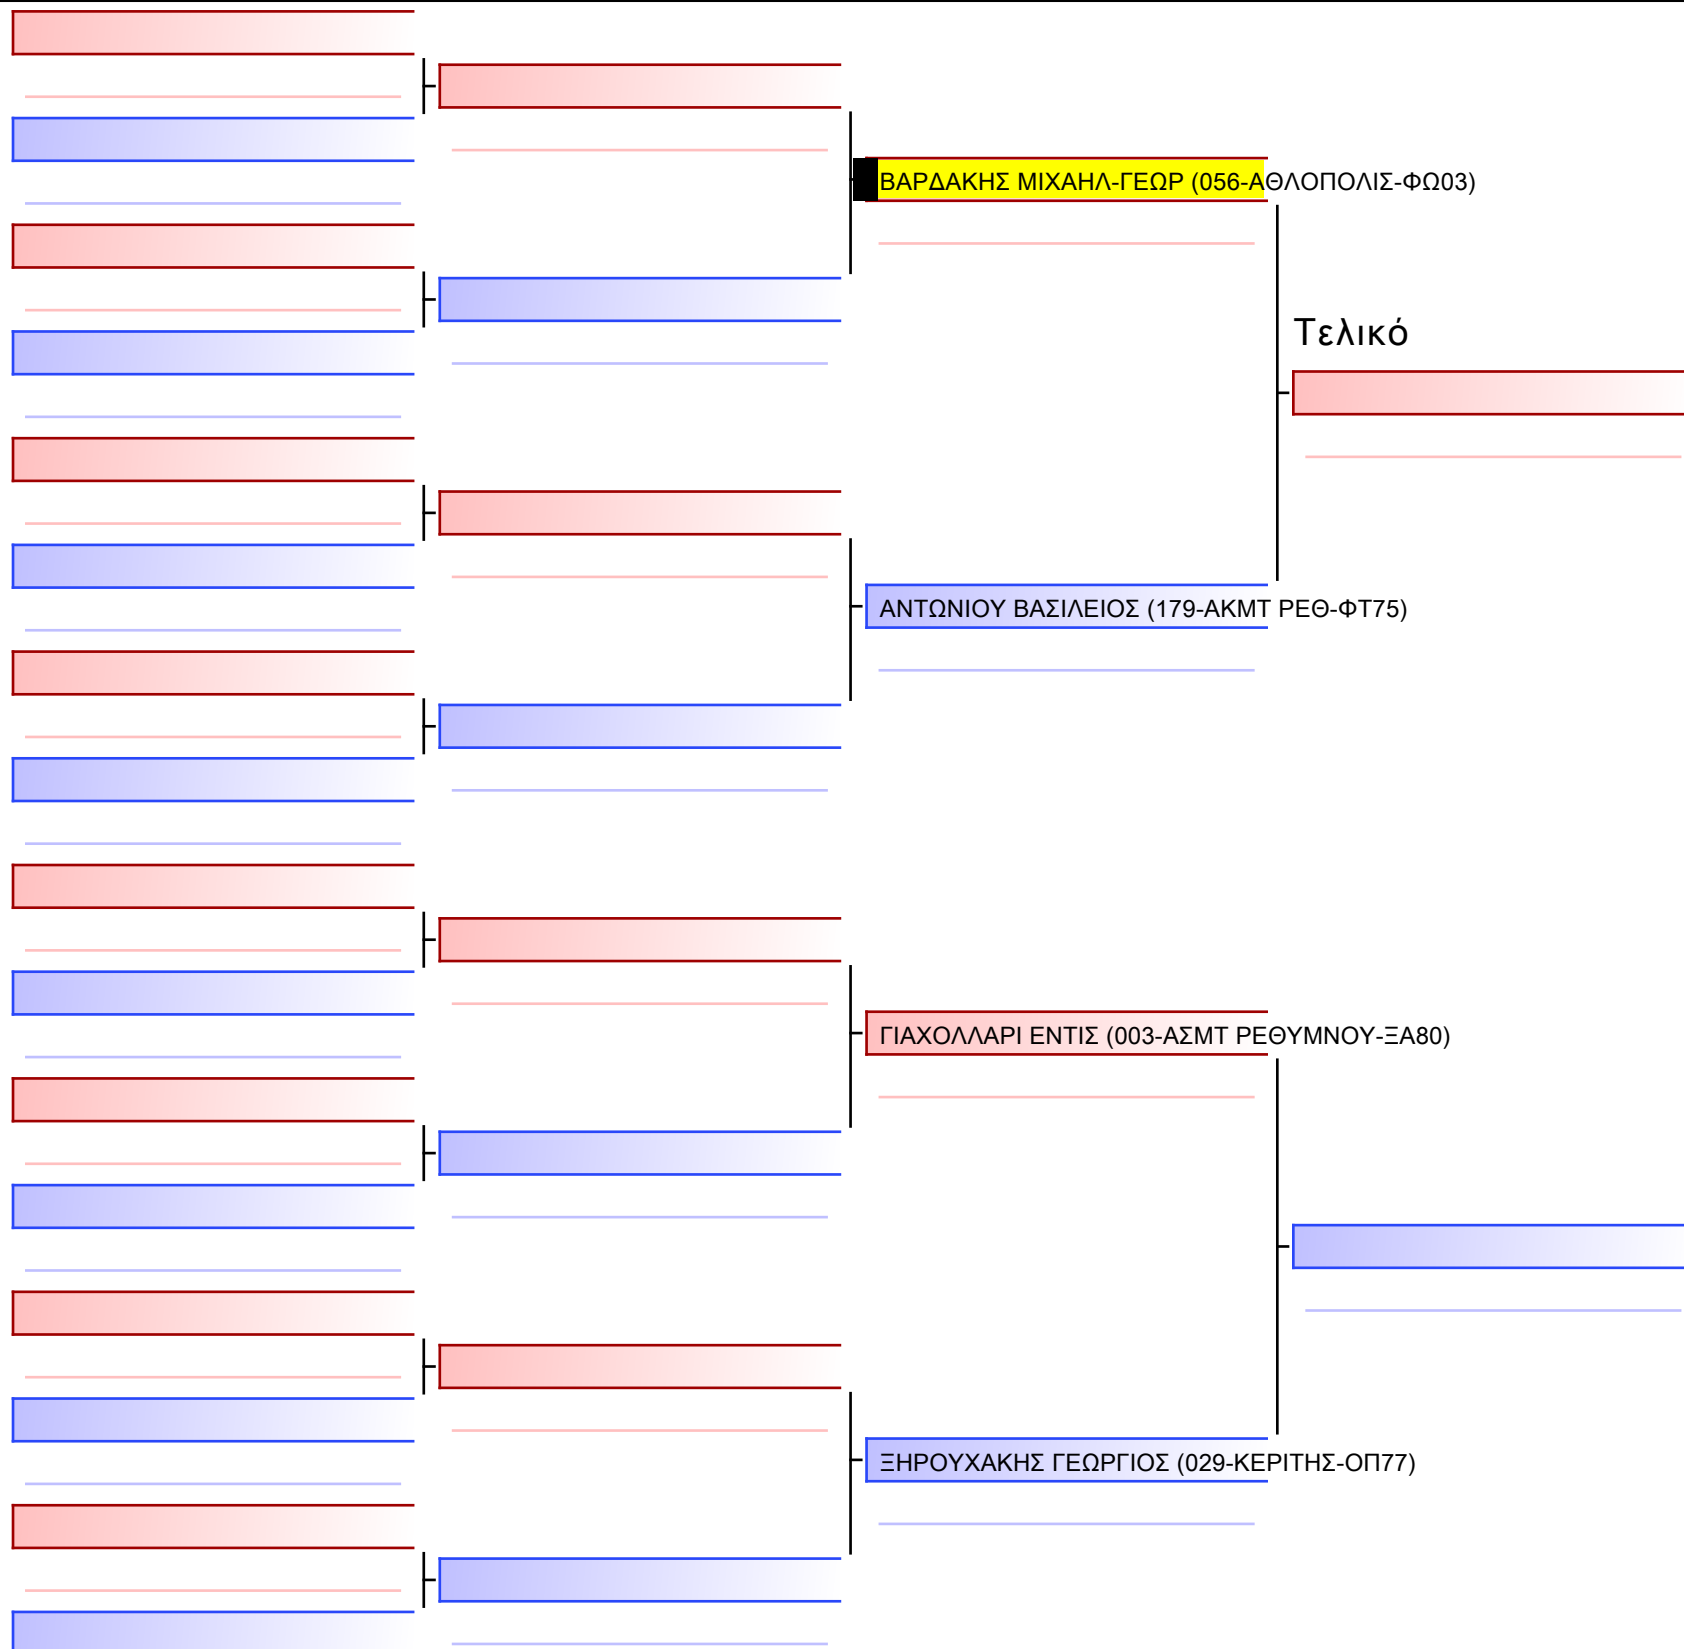 ΒΑΡΔΑΚΗΣ ΜΙΧΑΗΛ-ΓΕΩΡ (056-ΑΘΛΟΠΟΛΙΣ-ΦΩ03)
Τελικό
ΑΝΤΩΝΙΟΥ ΒΑΣΙΛΕΙΟΣ (179-ΑΚΜΤ ΡΕΘ-ΦΤ75)
ΓΙΑΧΟΛΛΑΡΙ ΕΝΤΙΣ (003-ΑΣΜΤ ΡΕΘΥΜΝΟΥ-ΞΑ80)
ΞΗΡΟΥΧΑΚΗΣ ΓΕΩΡΓΙΟΣ (029-ΚΕΡΙΤΗΣ-ΟΠ77)